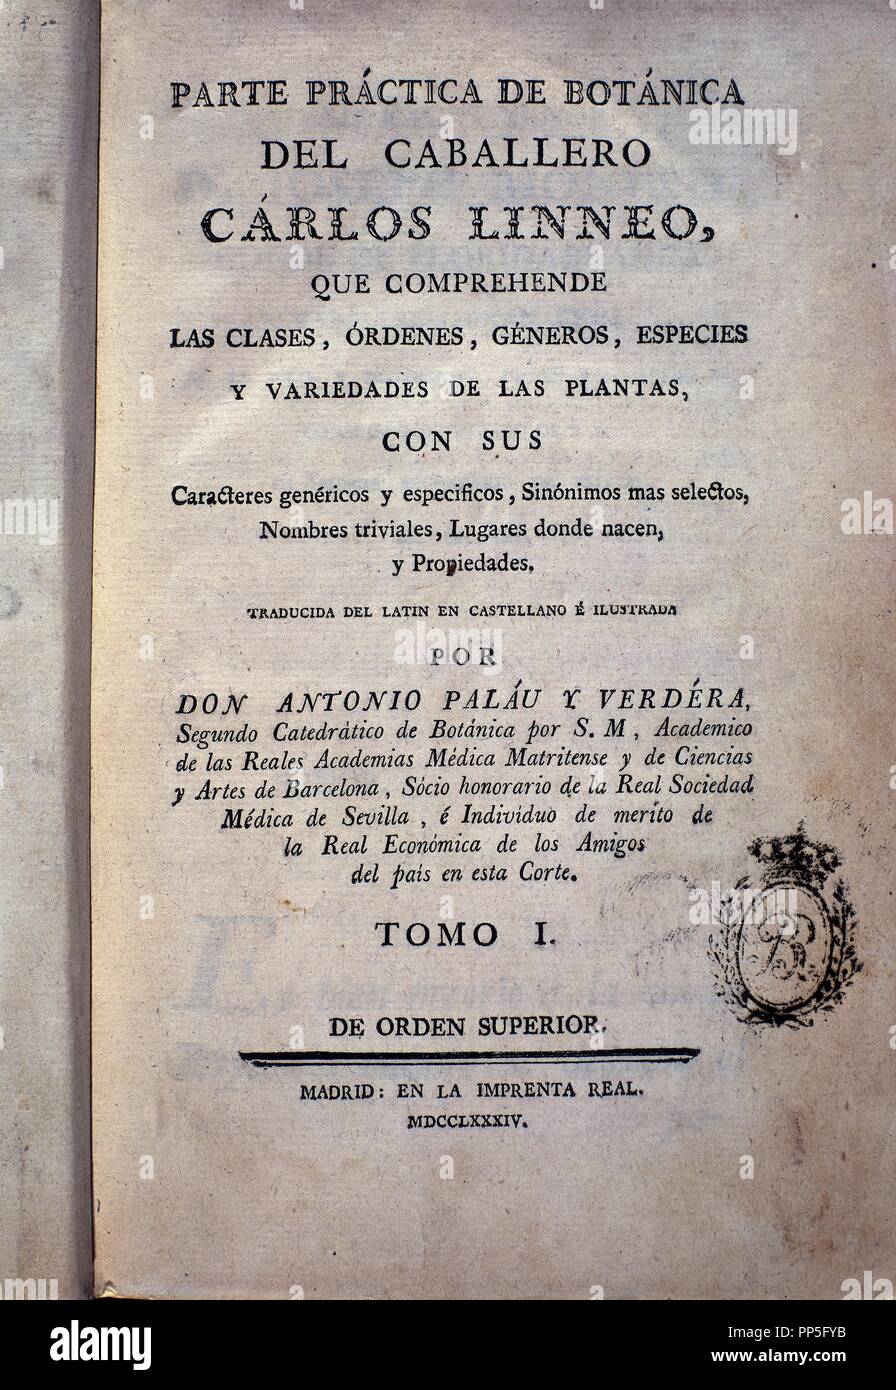 PARTE PRÁCTICA DE BOTÁNICA
DEL CABALLERO
CÁRLOS LINNEO,
QUE COMPREHENDE
LAS CLASES, ÓRDENES, GÉNEROS, ESPECIES
Y VARIEDADES DE LAS PLANTAS,
CON SUS
Caracteres genéricos y especificos, Sinónimos mas selectos,
Nombres triviales, Lugares donde nacen,
y Propiedades.
TRADUCIDA DEL LATIN EN CASTELLANO É ILUSTRADA
POR
DON ANTONIO PALÁU Y VERDÉRA,
Segundo Catedrático de Botánica por S. M, Academico
de las Reales Academias Médica Matritense y de Ciencias
y Artes de Barcelona, Sócio honorario de la Real Sociedad
Médica de Sevilla, é Individuo de merito de
la Real Económica de los Amigos
del país en esta Corte.
TOMO I.
BR
DE ORDEN SUPERIOR.
MADRID: EN LA IMPRENTA REAL.
MDCCLXXXIV.
alamy
Image ID: PP5FYB
www.alamy.com